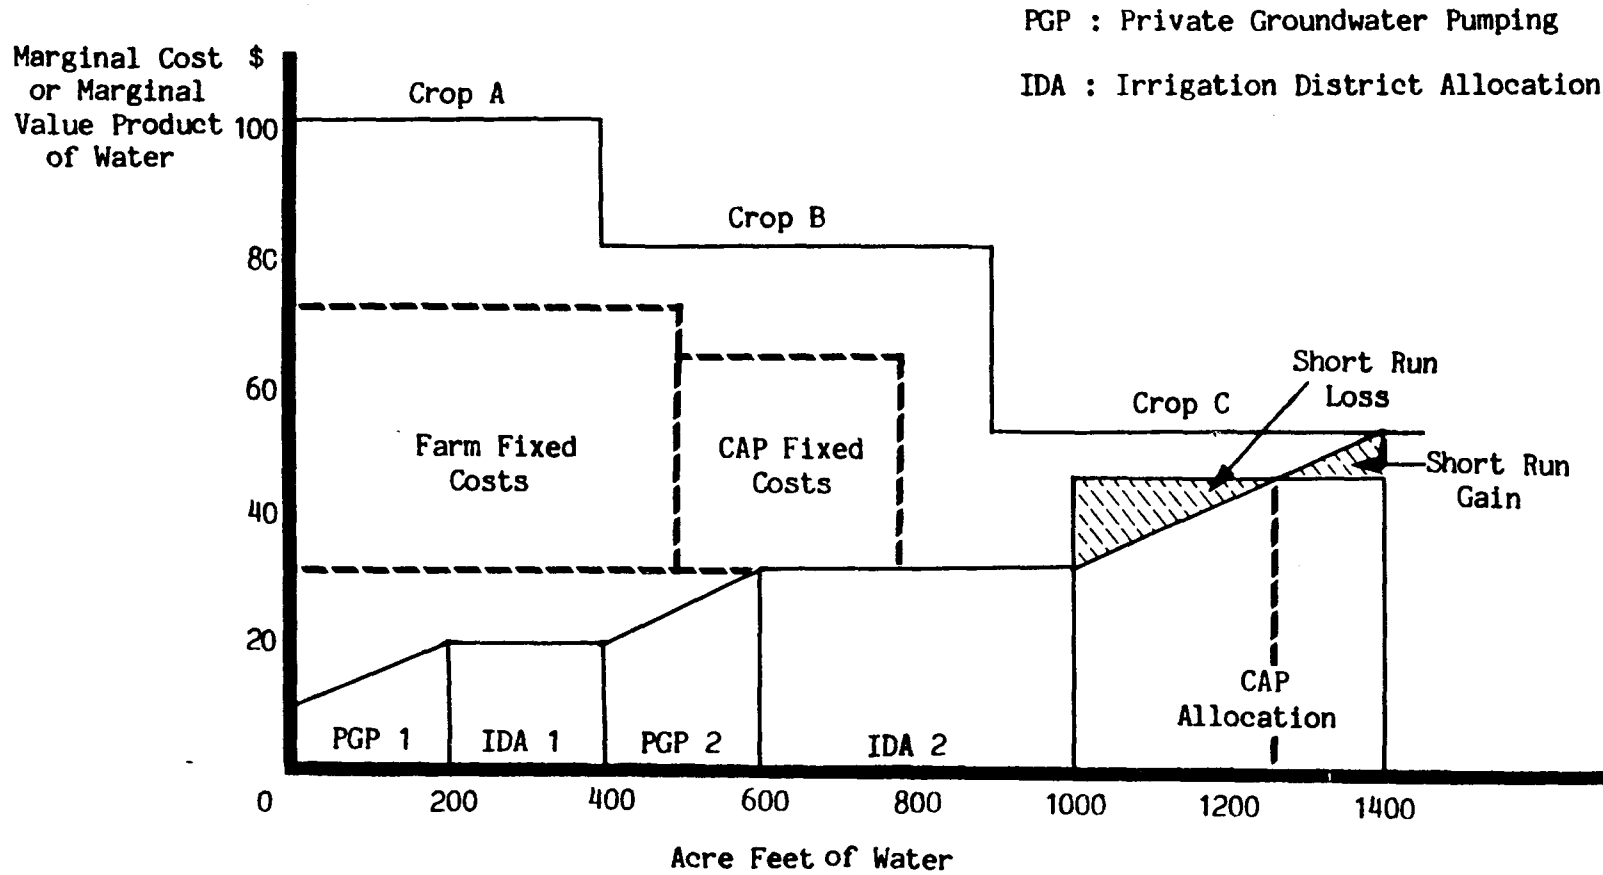 PGP : Private Groundwater Pumping
IDA : Irrigation District Allocation
Marginal Cost $
or Marginal
Value Product
of Water
100
80
60
40
20
Crop A
Crop B
Crop C
Short Run
Loss
Short Run
Gain
Farm Fixed
Costs
CAP Fixed
Costs
CAP
Allocation
PGP 1
IDA 1
PGP 2
IDA 2
0 200 400 600 800 1000 1200 1400
Acre Feet of Water